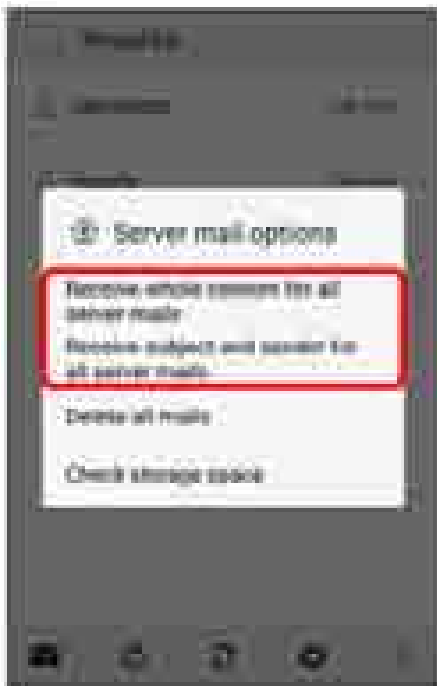 Server mail options
Receive whole content for all
server mails
Receive subject and sender for
all server mails
Delete all mails
Check storage space